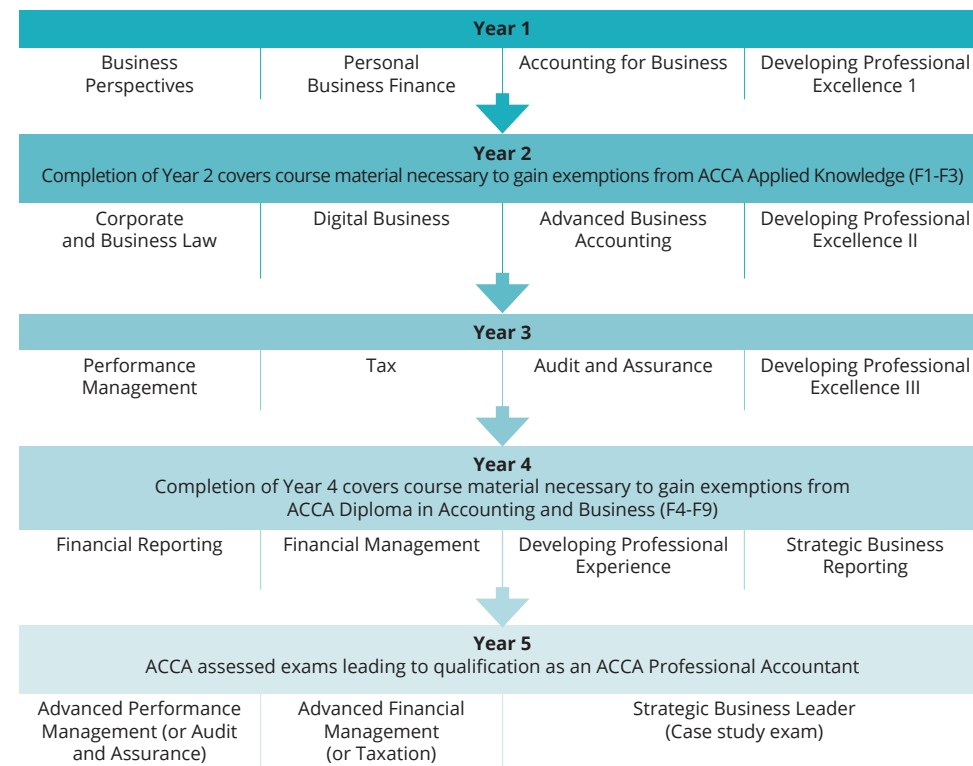 Year 1
Business
Perspectives
Personal
Business Finance
Accounting for Business
Developing Professional
Excellence 1
Year 2
Completion of Year 2 covers course material necessary to gain exemptions from ACCA Applied Knowledge (F1-F3)
Corporate
and Business Law
Digital Business
Advanced Business
Accounting
Developing Professional
Excellence II
Year 3
Performance
Management
Tax
Audit and Assurance
Developing Professional
Excellence III
Year 4
Completion of Year 4 covers course material necessary to gain exemptions from
ACCA Diploma in Accounting and Business (F4-F9)
Financial Reporting
Financial Management
Developing Professional
Experience
Strategic Business
Reporting
Year 5
ACCA assessed exams leading to qualification as an ACCA Professional Accountant
Advanced Performance
Management (or Audit
and Assurance)
Advanced Financial
Management
(or Taxation)
Strategic Business Leader
(Case study exam)